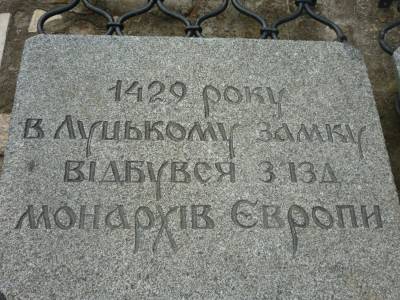 1429 року
в Луцькому замку
відбувся з'їзд
монархів Європи